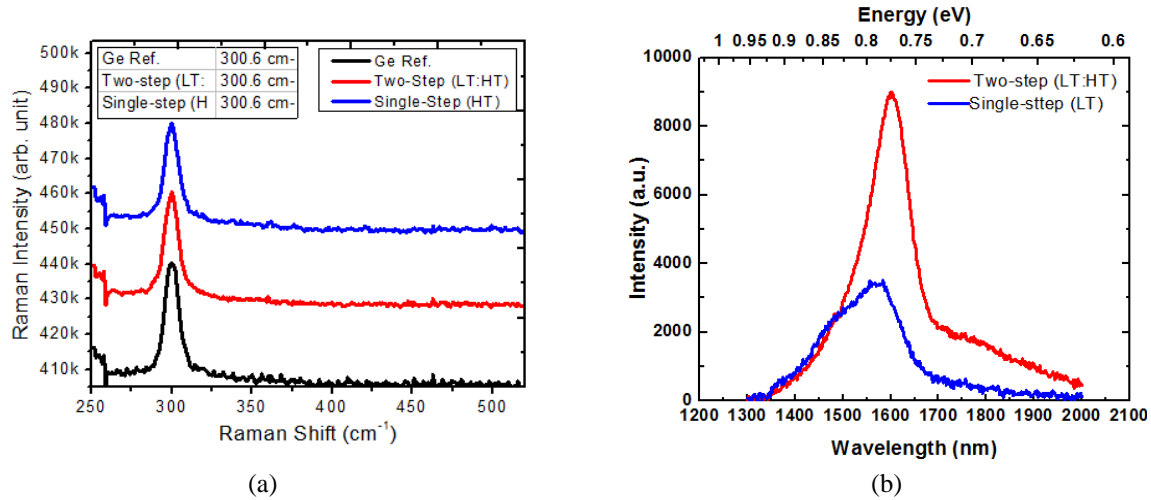 500k
490k
480k
470k
460k
450k
440k
430k
420k
410k
Raman Intensity (arb. unit)
Ge Ref. 300.6 cm-
Two-step (LT: 300.6 cm-
Single-step (H 300.6 cm-
Ge Ref.
Two-Step (LT:HT)
Single-Step (HT)
250 300 350 400 450 500
Raman Shift (cm⁻¹)
(a)
Energy (eV)
1 0.95 0.9 0.85 0.8 0.75 0.7 0.65 0.6
10000
8000
6000
4000
2000
0
Intensity (a.u.)
Two-step (LT:HT)
Single-sttep (LT)
1200 1300 1400 1500 1600 1700 1800 1900 2000 2100
Wavelength (nm)
(b)